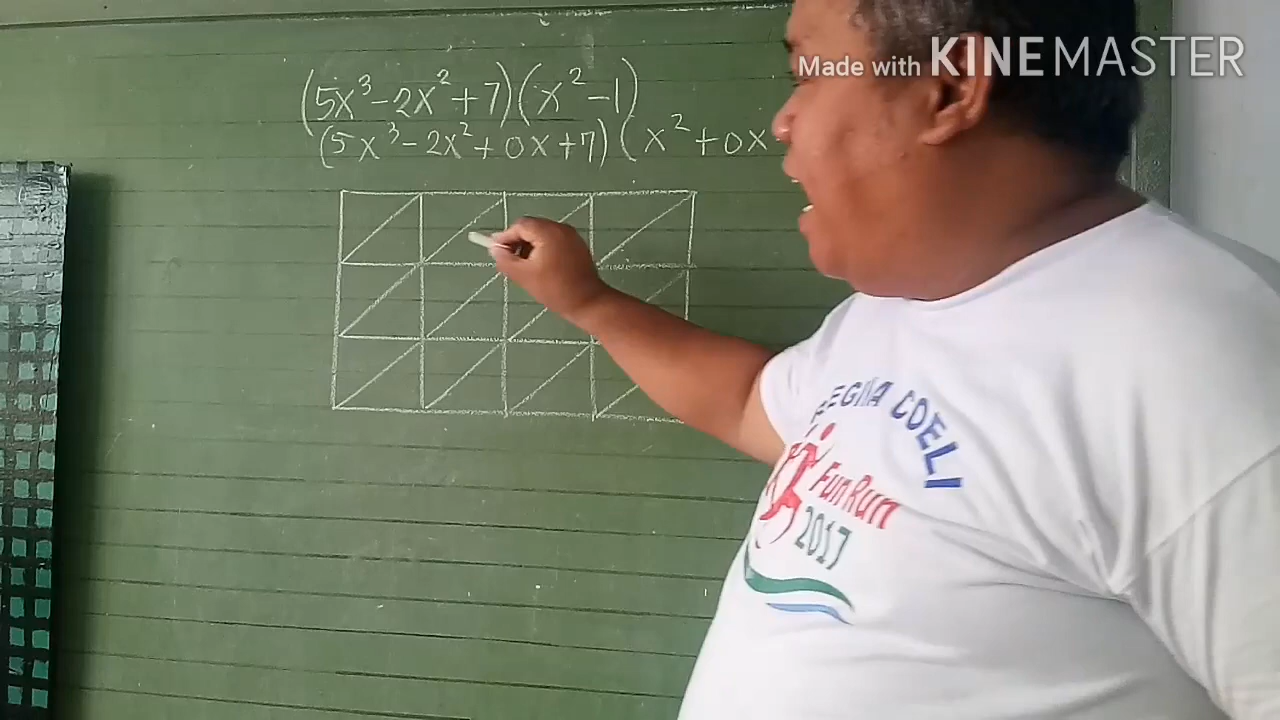 Made with KINEMASTER
(5x³-2x²+7)(x²-1)
(5x³-2x²+0x+7)(x²+0x
REGINA COELI
Fun Run
2017